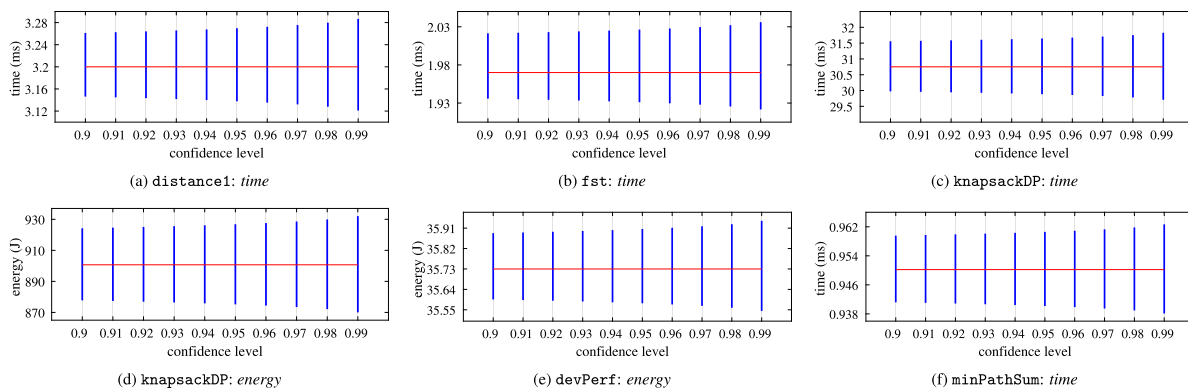 3.28
3.24
3.2
3.16
3.12
time (ms)
0.9 0.91 0.92 0.93 0.94 0.95 0.96 0.97 0.98 0.99
confidence level
(a) distance1: time
2.03
1.98
1.93
time (ms)
0.9 0.91 0.92 0.93 0.94 0.95 0.96 0.97 0.98 0.99
confidence level
(b) fst: time
32
31.5
31
30.5
30
29.5
time (ms)
0.9 0.91 0.92 0.93 0.94 0.95 0.96 0.97 0.98 0.99
confidence level
(c) knapsackDP: time
930
910
890
870
energy (J)
0.9 0.91 0.92 0.93 0.94 0.95 0.96 0.97 0.98 0.99
confidence level
(d) knapsackDP: energy
35.91
35.82
35.73
35.64
35.55
energy (J)
0.9 0.91 0.92 0.93 0.94 0.95 0.96 0.97 0.98 0.99
confidence level
(e) devPerf: energy
0.962
0.954
0.946
0.938
time (ms)
0.9 0.91 0.92 0.93 0.94 0.95 0.96 0.97 0.98 0.99
confidence level
(f) minPathSum: time